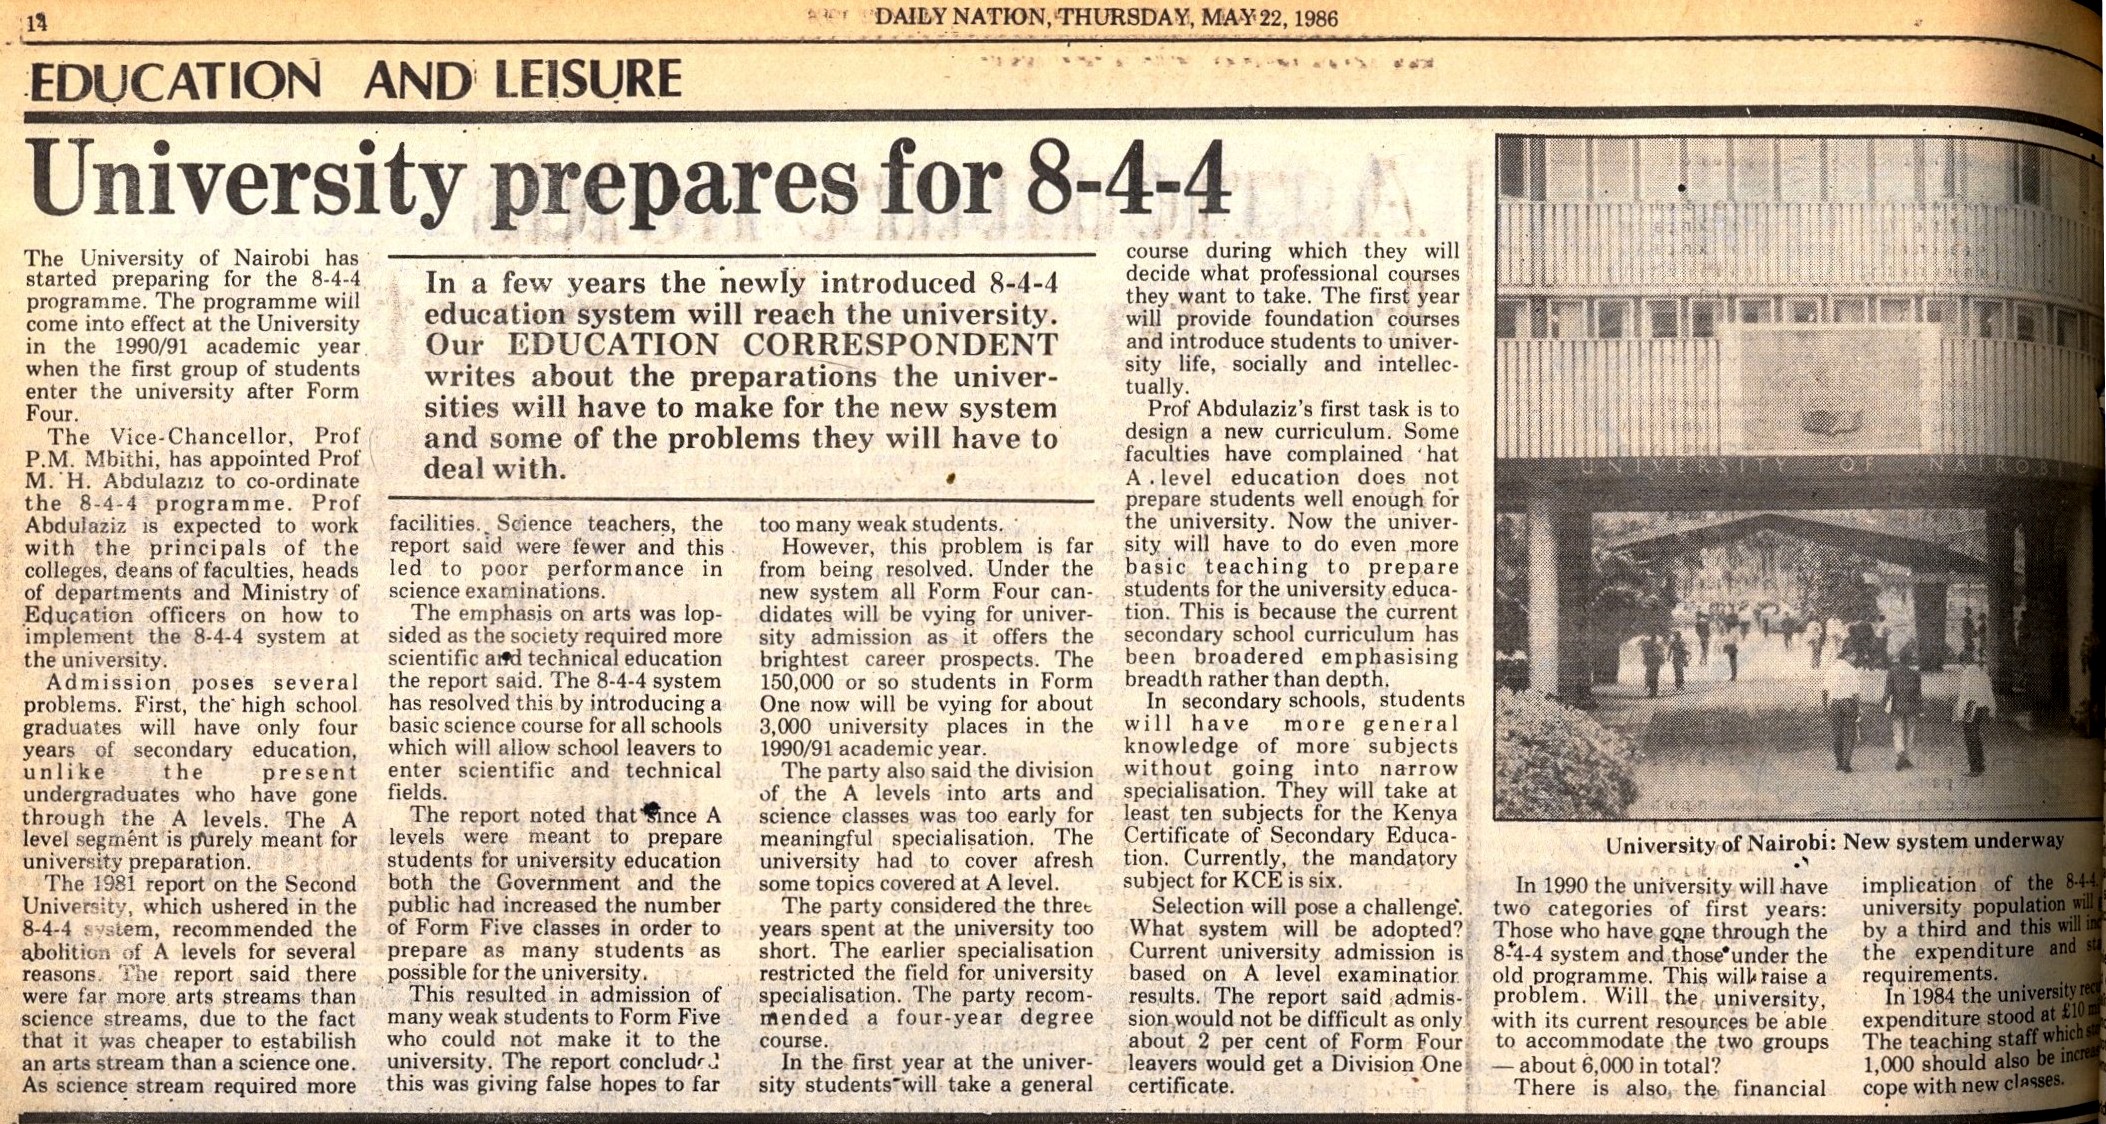 14
DAILY NATION, THURSDAY, MAY 22, 1986
EDUCATION AND LEISURE
University prepares for 8-4-4
The University of Nairobi has
started preparing for the 8-4-4
programme. The programme will
come into effect at the University
in the 1990/91 academic year
when the first group of students
enter the university after Form
Four.
The Vice-Chancellor, Prof
P.M. Mbithi, has appointed Prof
M. H. Abdulaziz to co-ordinate
the 8-4-4 programme. Prof
Abdulaziz is expected to work
with the principals of the
colleges, deans of faculties, heads
of departments and Ministry of
Education officers on how to
implement the 8-4-4 system at
the university.
Admission poses several
problems. First, the high school
graduates will have only four
years of secondary education,
unlike the present
undergraduates who have gone
through the A levels. The A
level segment is purely meant for
university preparation.
The 1981 report on the Second
University, which ushered in the
8-4-4 system, recommended the
abolition of A levels for several
reasons. The report said there
were far more arts streams than
science streams, due to the fact
that it was cheaper to estabilish
an arts stream than a science one.
As science stream required more
In a few years the newly introduced 8-4-4
education system will reach the university.
Our EDUCATION CORRESPONDENT
writes about the preparations the univer-
sities will have to make for the new system
and some of the problems they will have to
deal with.
facilities. Science teachers, the
report said were fewer and this
led to poor performance in
science examinations.
The emphasis on arts was lop-
sided as the society required more
scientific and technical education
the report said. The 8-4-4 system
has resolved this by introducing a
basic science course for all schools
which will allow school leavers to
enter scientific and technical
fields.
The report noted that since A
levels were meant to prepare
students for university education
both the Government and the
public had increased the number
of Form Five classes in order to
prepare as many students as
possible for the university.
This resulted in admission of
many weak students to Form Five
who could not make it to the
university. The report concluded
this was giving false hopes to far
too many weak students.
However, this problem is far
from being resolved. Under the
new system all Form Four can-
didates will be vying for univer-
sity admission as it offers the
brightest career prospects. The
150,000 or so students in Form
One now will be vying for about
3,000 university places in the
1990/91 academic year.
The party also said the division
of the A levels into arts and
science classes was too early for
meaningful specialisation. The
university had to cover afresh
some topics covered at A level.
The party considered the three
years spent at the university too
short. The earlier specialisation
restricted the field for university
specialisation. The party recom-
mended a four-year degree
course.
In the first year at the univer-
sity students will take a general
course during which they will
decide what professional courses
they want to take. The first year
will provide foundation courses
and introduce students to univer-
sity life, socially and intellec-
tually.
Prof Abdulaziz's first task is to
design a new curriculum. Some
faculties have complained hat
A level education does not
prepare students well enough for
the university. Now the univer-
sity will have to do even more
basic teaching to prepare
students for the university educa-
tion. This is because the current
secondary school curriculum has
been broadered emphasising
breadth rather than depth.
In secondary schools, students
will have more general
knowledge of more subjects
without going into narrow
specialisation. They will take at
least ten subjects for the Kenya
Certificate of Secondary Educa-
tion. Currently, the mandatory
subject for KCE is six.
Selection will pose a challenge.
What system will be adopted?
Current university admission is
based on A level examination
results. The report said admis-
sion would not be difficult as only
about 2 per cent of Form Four
leavers would get a Division One
certificate.
UNIVERSITY OF NAIROBI
University of Nairobi: New system underway
In 1990 the university will have
two categories of first years:
Those who have gone through the
8-4-4 system and those under the
old programme. This will raise a
problem. Will the university,
with its current resources be able
to accommodate the two groups
— about 6,000 in total?
There is also, the financial
implication of the 8-4-4.
university population will
by a third and this will
the expenditure and
requirements.
In 1984 the university
expenditure stood at £10
The teaching staff which
1,000 should also be
cope with new classes.